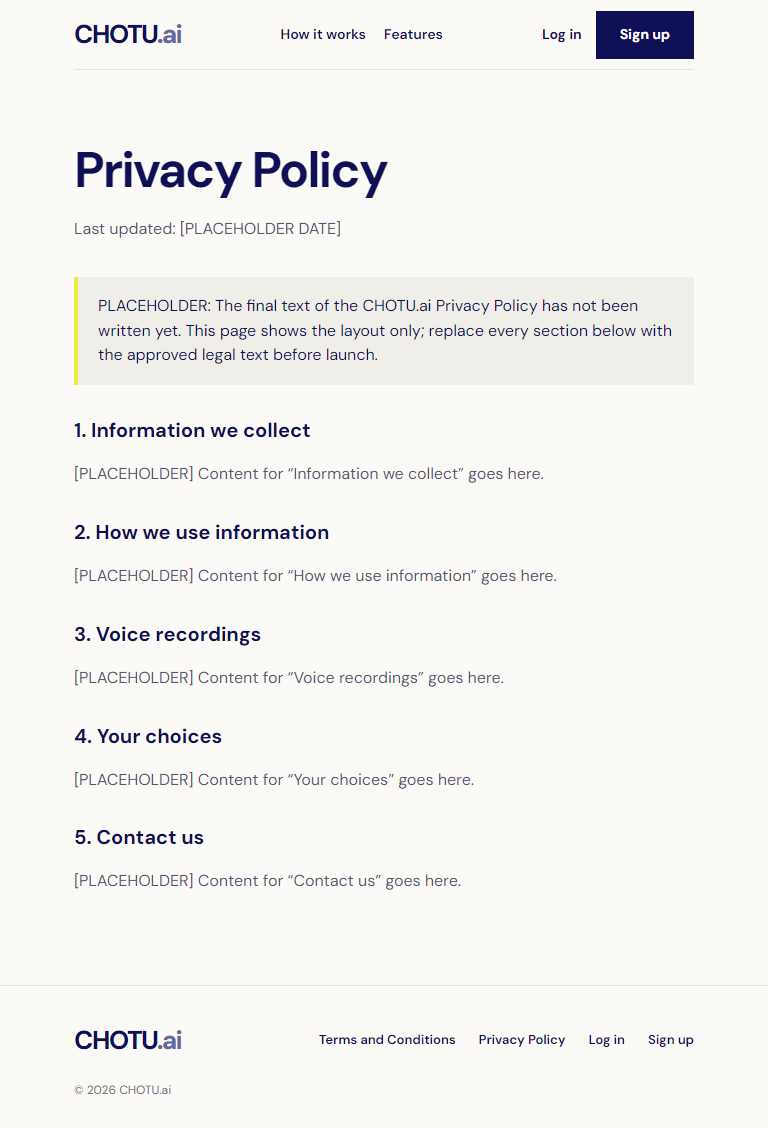 CHOTU.ai
How it works
Features
Log in
Sign up
Privacy Policy
Last updated: [PLACEHOLDER DATE]
PLACEHOLDER: The final text of the CHOTU.ai Privacy Policy has not been
written yet. This page shows the layout only; replace every section below with
the approved legal text before launch.
1. Information we collect
[PLACEHOLDER] Content for “Information we collect” goes here.
2. How we use information
[PLACEHOLDER] Content for “How we use information” goes here.
3. Voice recordings
[PLACEHOLDER] Content for “Voice recordings” goes here.
4. Your choices
[PLACEHOLDER] Content for “Your choices” goes here.
5. Contact us
[PLACEHOLDER] Content for “Contact us” goes here.
CHOTU.ai
Terms and Conditions
Privacy Policy
Log in
Sign up
© 2026 CHOTU.ai